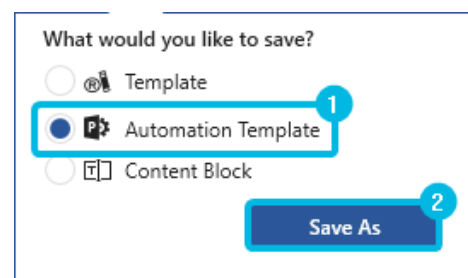 What would you like to save?
Template
1
Automation Template
Content Block
2
Save As